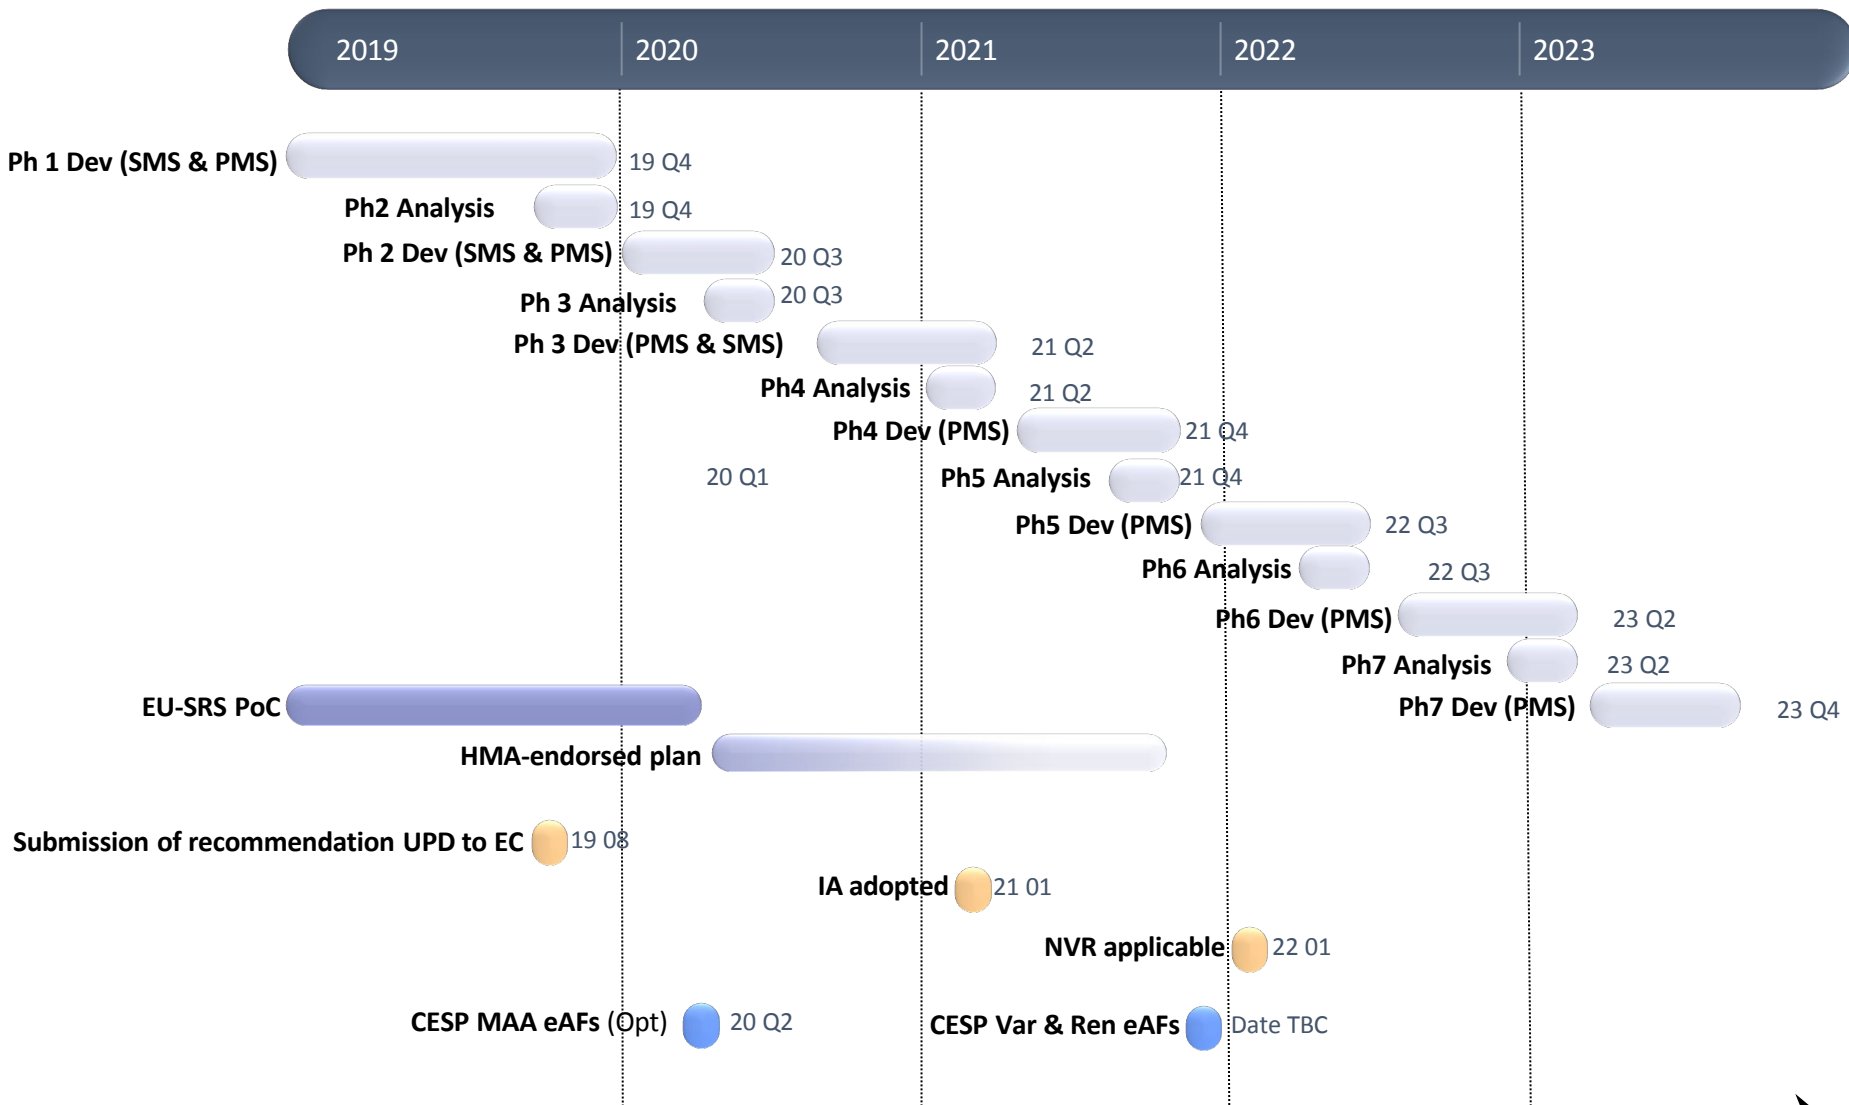 2019 2020 2021 2022 2023
Ph 1 Dev (SMS & PMS) 19 Q4
Ph2 Analysis 19 Q4
Ph 2 Dev (SMS & PMS) 20 Q3
Ph 3 Analysis 20 Q3
Ph 3 Dev (PMS & SMS) 21 Q2
Ph4 Analysis 21 Q2
Ph4 Dev (PMS) 21 Q4
20 Q1 Ph5 Analysis 21 Q4
Ph5 Dev (PMS) 22 Q3
Ph6 Analysis 22 Q3
Ph6 Dev (PMS) 23 Q2
Ph7 Analysis 23 Q2
EU-SRS PoC Ph7 Dev (PMS) 23 Q4
HMA-endorsed plan
Submission of recommendation UPD to EC 19 08
IA adopted 21 01
NVR applicable 22 01
CESP MAA eAFs (Opt) 20 Q2 CESP Var & Ren eAFs Date TBC